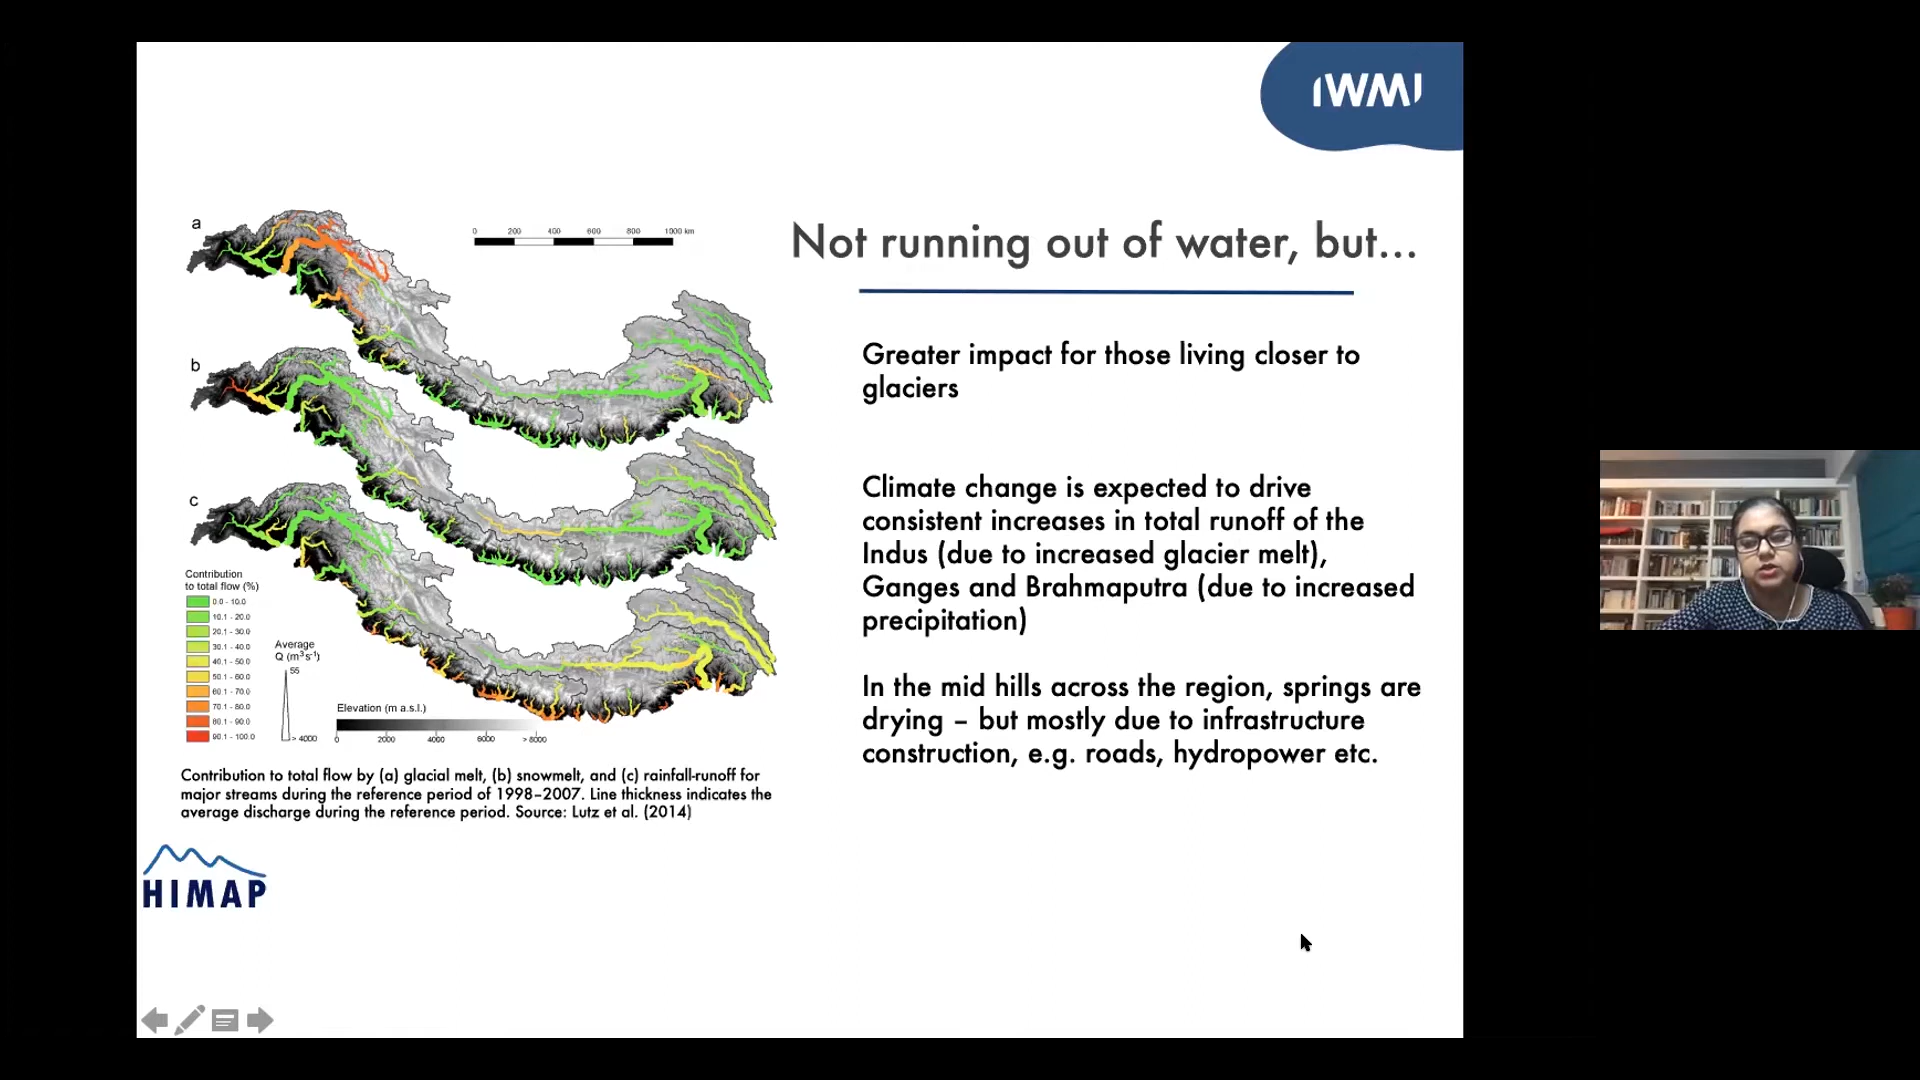 IWMI
Not running out of water, but...
a
0 200 400 600 800 1000 km
b
c
Contribution
to total flow (%)
0.0 - 10.0
10.1 - 20.0
20.1 - 30.0
30.1 - 40.0
40.1 - 50.0
50.1 - 60.0
60.1 - 70.0
70.1 - 80.0
80.1 - 90.0
90.1 - 100.0
Average
Q (m³s⁻¹)
55
> 4000
Elevation (m a.s.l.)
0 2000 4000 6000 > 8000
Contribution to total flow by (a) glacial melt, (b) snowmelt, and (c) rainfall-runoff for
major streams during the reference period of 1998–2007. Line thickness indicates the
average discharge during the reference period. Source: Lutz et al. (2014)
Greater impact for those living closer to
glaciers
Climate change is expected to drive
consistent increases in total runoff of the
Indus (due to increased glacier melt),
Ganges and Brahmaputra (due to increased
precipitation)
In the mid hills across the region, springs are
drying – but mostly due to infrastructure
construction, e.g. roads, hydropower etc.
HIMAP